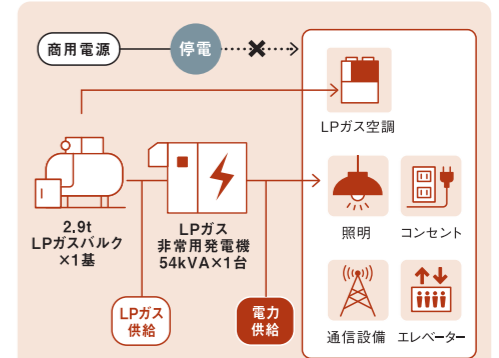 商用電源
停電
LPガス空調
照明
コンセント
2.9t
LPガスバルク
×1基
LPガス
非常用発電機
54kVA×1台
LPガス
供給
電力
供給
通信設備
エレベーター